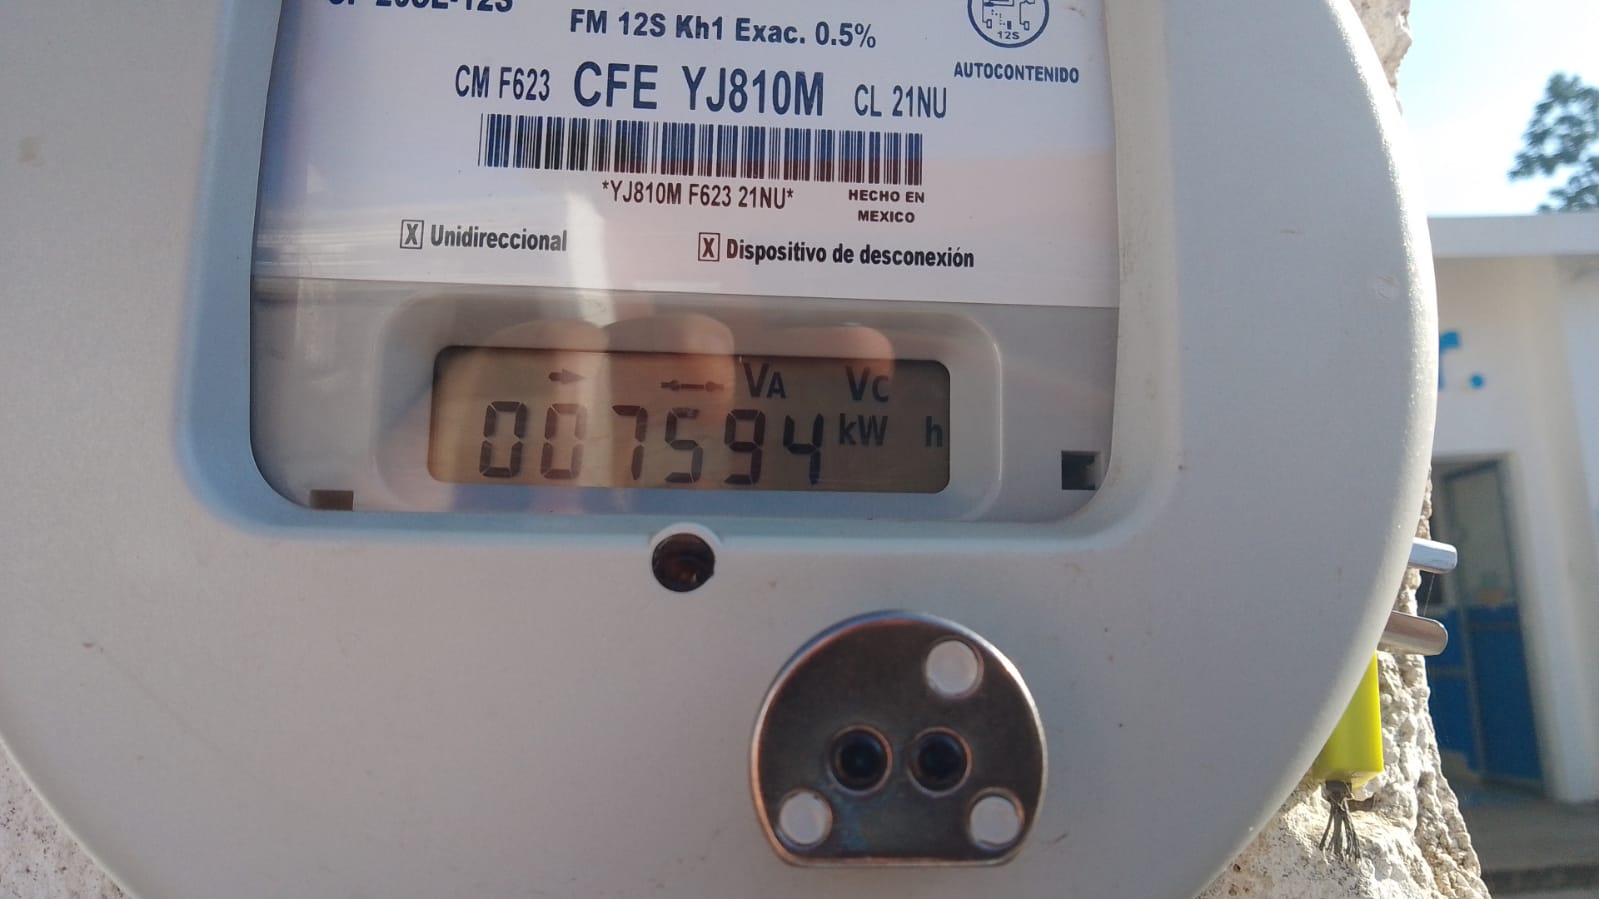 FM 12S Kh1 Exac. 0.5%
12S
AUTOCONTENIDO
CM F623 CFE YJ810M CL 21NU
*YJ810M F623 21NU*
HECHO EN
MEXICO
X Unidireccional
X Dispositivo de desconexión
VA VC
007594 kW h